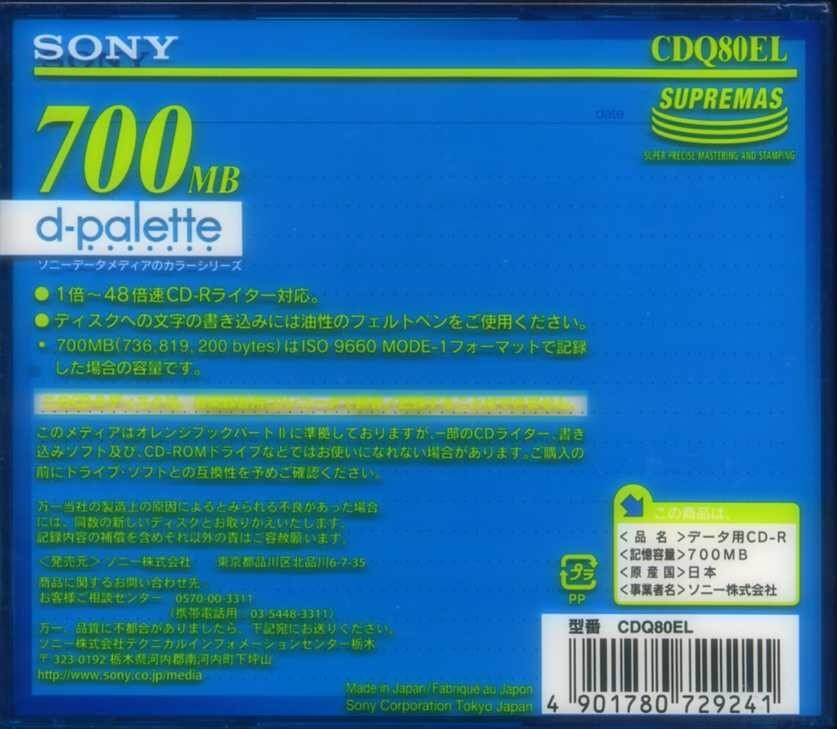 SONY
CDQ80EL
date
SUPREMAS
SUPER PRECISE MASTERING AND STAMPING
700MB
d-palette
ソニーデータメディアのカラーシリーズ
● 1倍～48倍速CD-Rライター対応。
● ディスクへの文字の書き込みには油性のフェルトペンをご使用ください。
• 700MB(736,819,200 bytes)はISO 9660 MODE-1フォーマットで記録
した場合の容量です。
このメディアはオレンジブックパートⅡに準拠しておりますが、一部のCDライター、書き
込みソフト及び、CD-ROMドライブなどではお使いになれない場合があります。ご購入の
前にドライブ・ソフトとの互換性を予めご確認ください。
万一当社の製造上の原因によるとみられる不良があった場合
には、同数の新しいディスクとお取りかえいたします。
記録内容の補償を含めそれ以外の責はご容赦願います。
＜発売元＞ ソニー株式会社 東京都品川区北品川6-7-35
商品に関するお問い合わせ先
お客様ご相談センター 0570-00-3311
(携帯電話用 03-5448-3311)
万一、品質に不都合がありましたら、下記宛にお送りください。
ソニー株式会社テクニカルインフォメーションセンター栃木
〒323-0192 栃木県河内郡南河内町下坪山
http://www.sony.co.jp/media
Made in Japan/Fabriqué au Japon
Sony Corporation Tokyo Japan
プラ
PP
この商品は、
＜品名＞データ用CD-R
＜記憶容量＞700MB
＜原産国＞日本
＜事業者名＞ソニー株式会社
型番 CDQ80EL
4 901780 729241